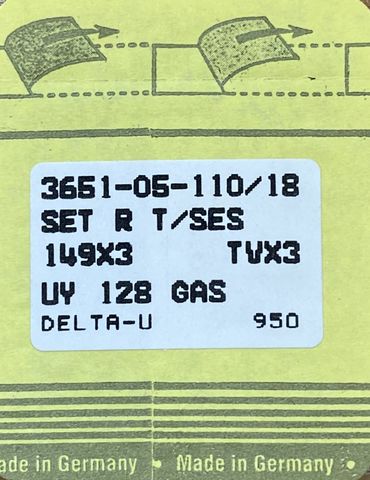 3651-05-110/18
SET R T/SES
149X3 TVX3
UY 128 GAS
DELTA-U 950
ade in Germany • Made in Germany •